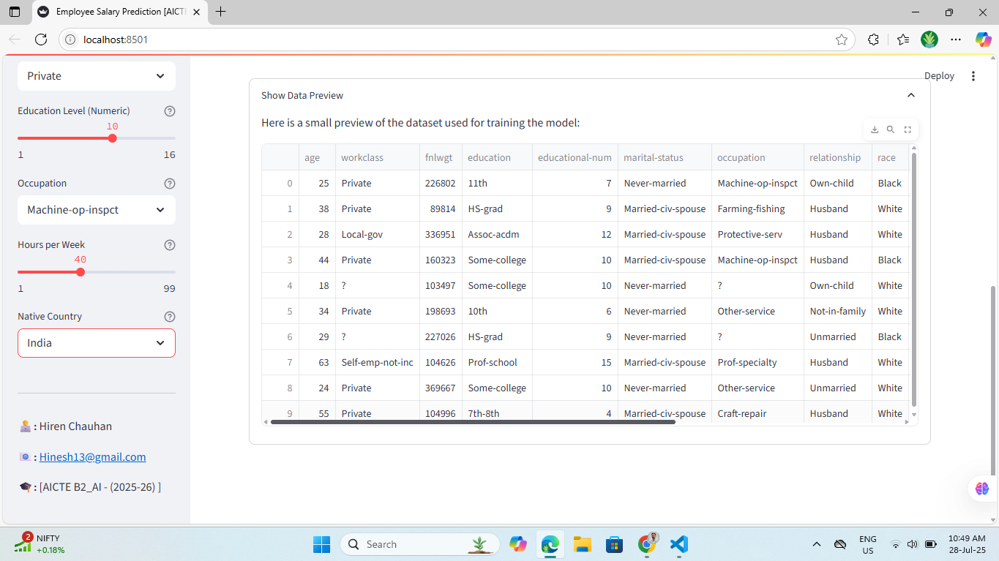 Employee Salary Prediction [AICTE
localhost:8501
Deploy
Private
Education Level (Numeric)
10
1 16
Occupation
Machine-op-inspct
Hours per Week
40
1 99
Native Country
India
: Hiren Chauhan
: Hinesh13@gmail.com
: [AICTE B2_AI - (2025-26) ]
Show Data Preview
Here is a small preview of the dataset used for training the model:
age workclass fnlwgt education educational-num marital-status occupation relationship race
0 25 Private 226802 11th 7 Never-married Machine-op-inspct Own-child Black
1 38 Private 89814 HS-grad 9 Married-civ-spouse Farming-fishing Husband White
2 28 Local-gov 336951 Assoc-acdm 12 Married-civ-spouse Protective-serv Husband White
3 44 Private 160323 Some-college 10 Married-civ-spouse Machine-op-inspct Husband Black
4 18 ? 103497 Some-college 10 Never-married ? Own-child White
5 34 Private 198693 10th 6 Never-married Other-service Not-in-family White
6 29 ? 227026 HS-grad 9 Never-married ? Unmarried Black
7 63 Self-emp-not-inc 104626 Prof-school 15 Married-civ-spouse Prof-specialty Husband White
8 24 Private 369667 Some-college 10 Never-married Other-service Unmarried White
9 55 Private 104996 7th-8th 4 Married-civ-spouse Craft-repair Husband White
2
NIFTY
+0.18%
Search
ENG
US
10:49 AM
28-Jul-25